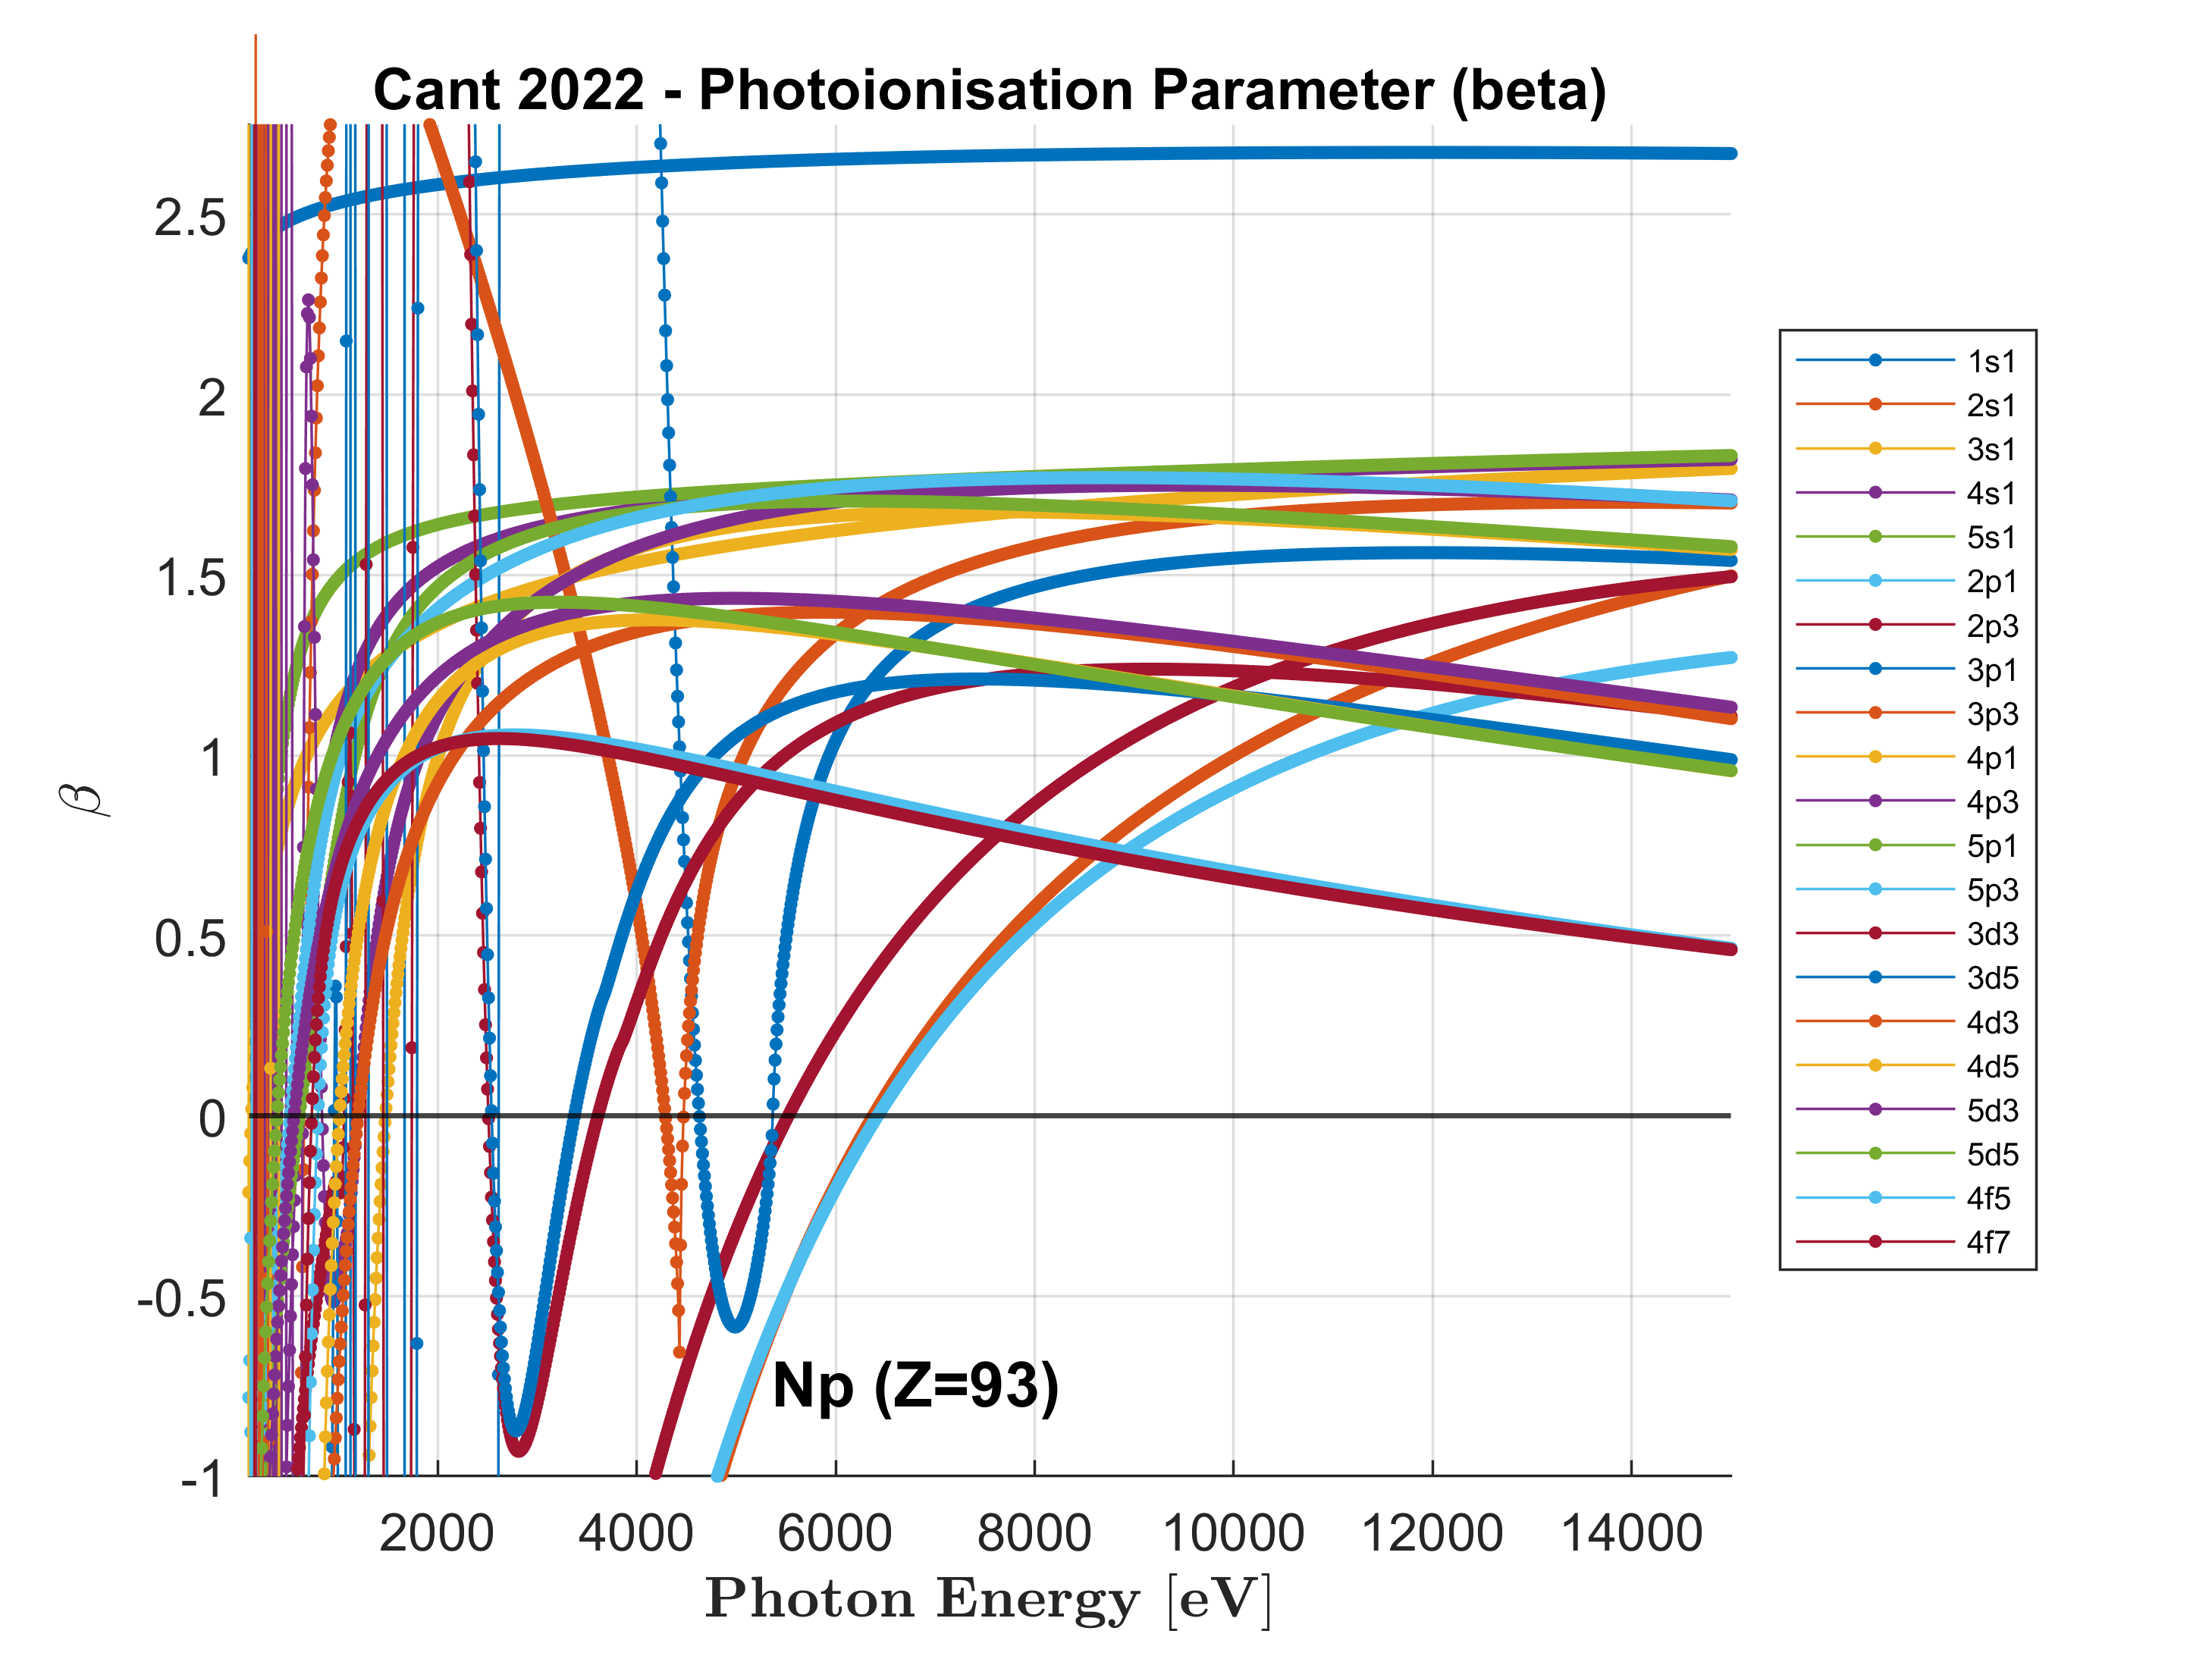 Cant 2022 - Photoionisation Parameter (beta)
2.5
2
1.5
1
0.5
0
-0.5
-1
β
2000 4000 6000 8000 10000 12000 14000
Photon Energy [eV]
Np (Z=93)
1s1
2s1
3s1
4s1
5s1
2p1
2p3
3p1
3p3
4p1
4p3
5p1
5p3
3d3
3d5
4d3
4d5
5d3
5d5
4f5
4f7